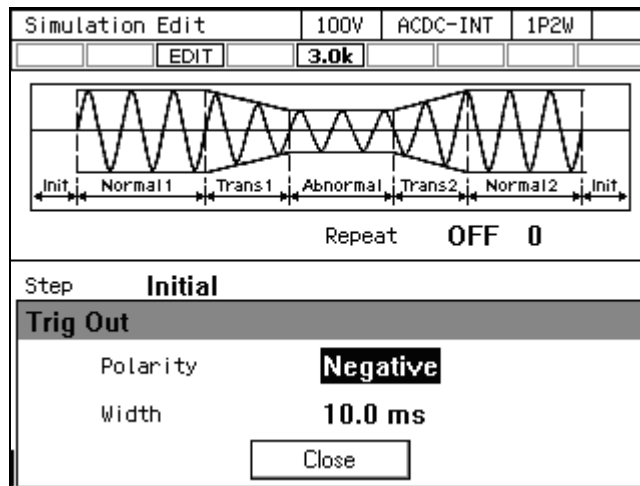 Simulation Edit 100V ACDC-INT 1P2W
EDIT 3.0k
Init Normal1 Trans1 Abnormal Trans2 Normal2 Init
Repeat OFF 0
Step Initial
Trig Out
Polarity Negative
Width 10.0 ms
Close